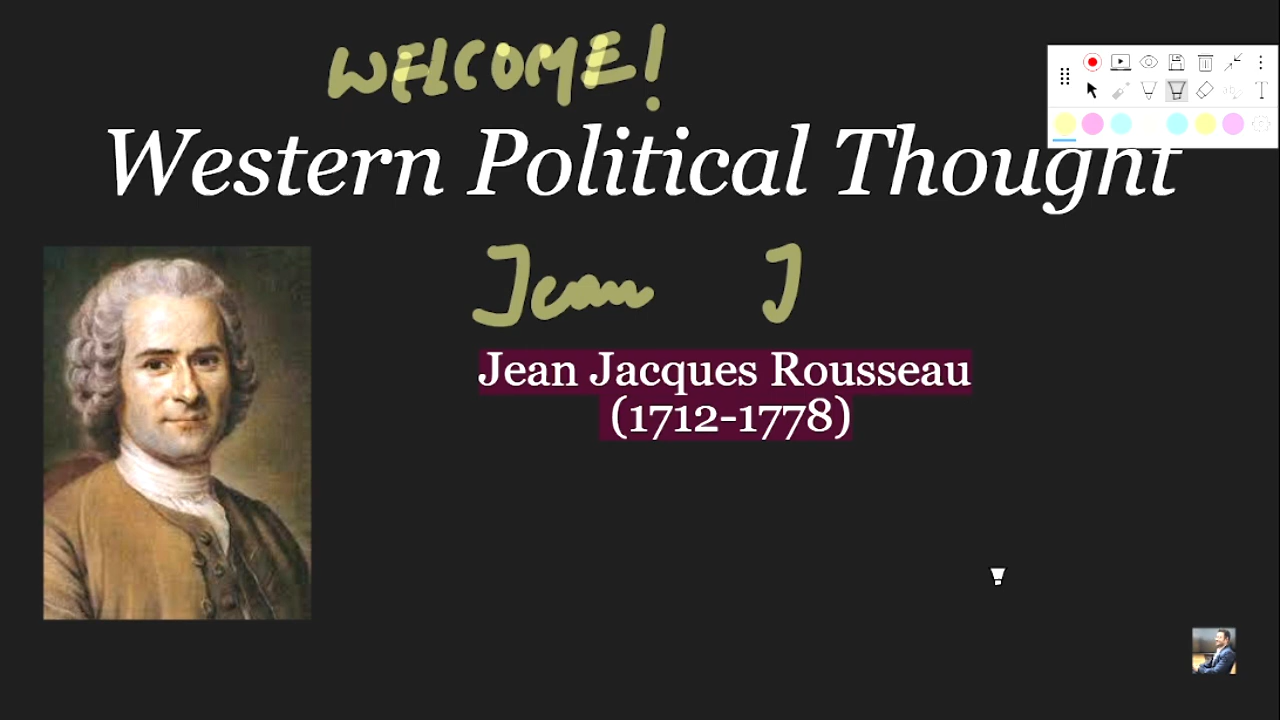 WELCOME!
Western Political Thought
Jean J
Jean Jacques Rousseau
(1712-1778)